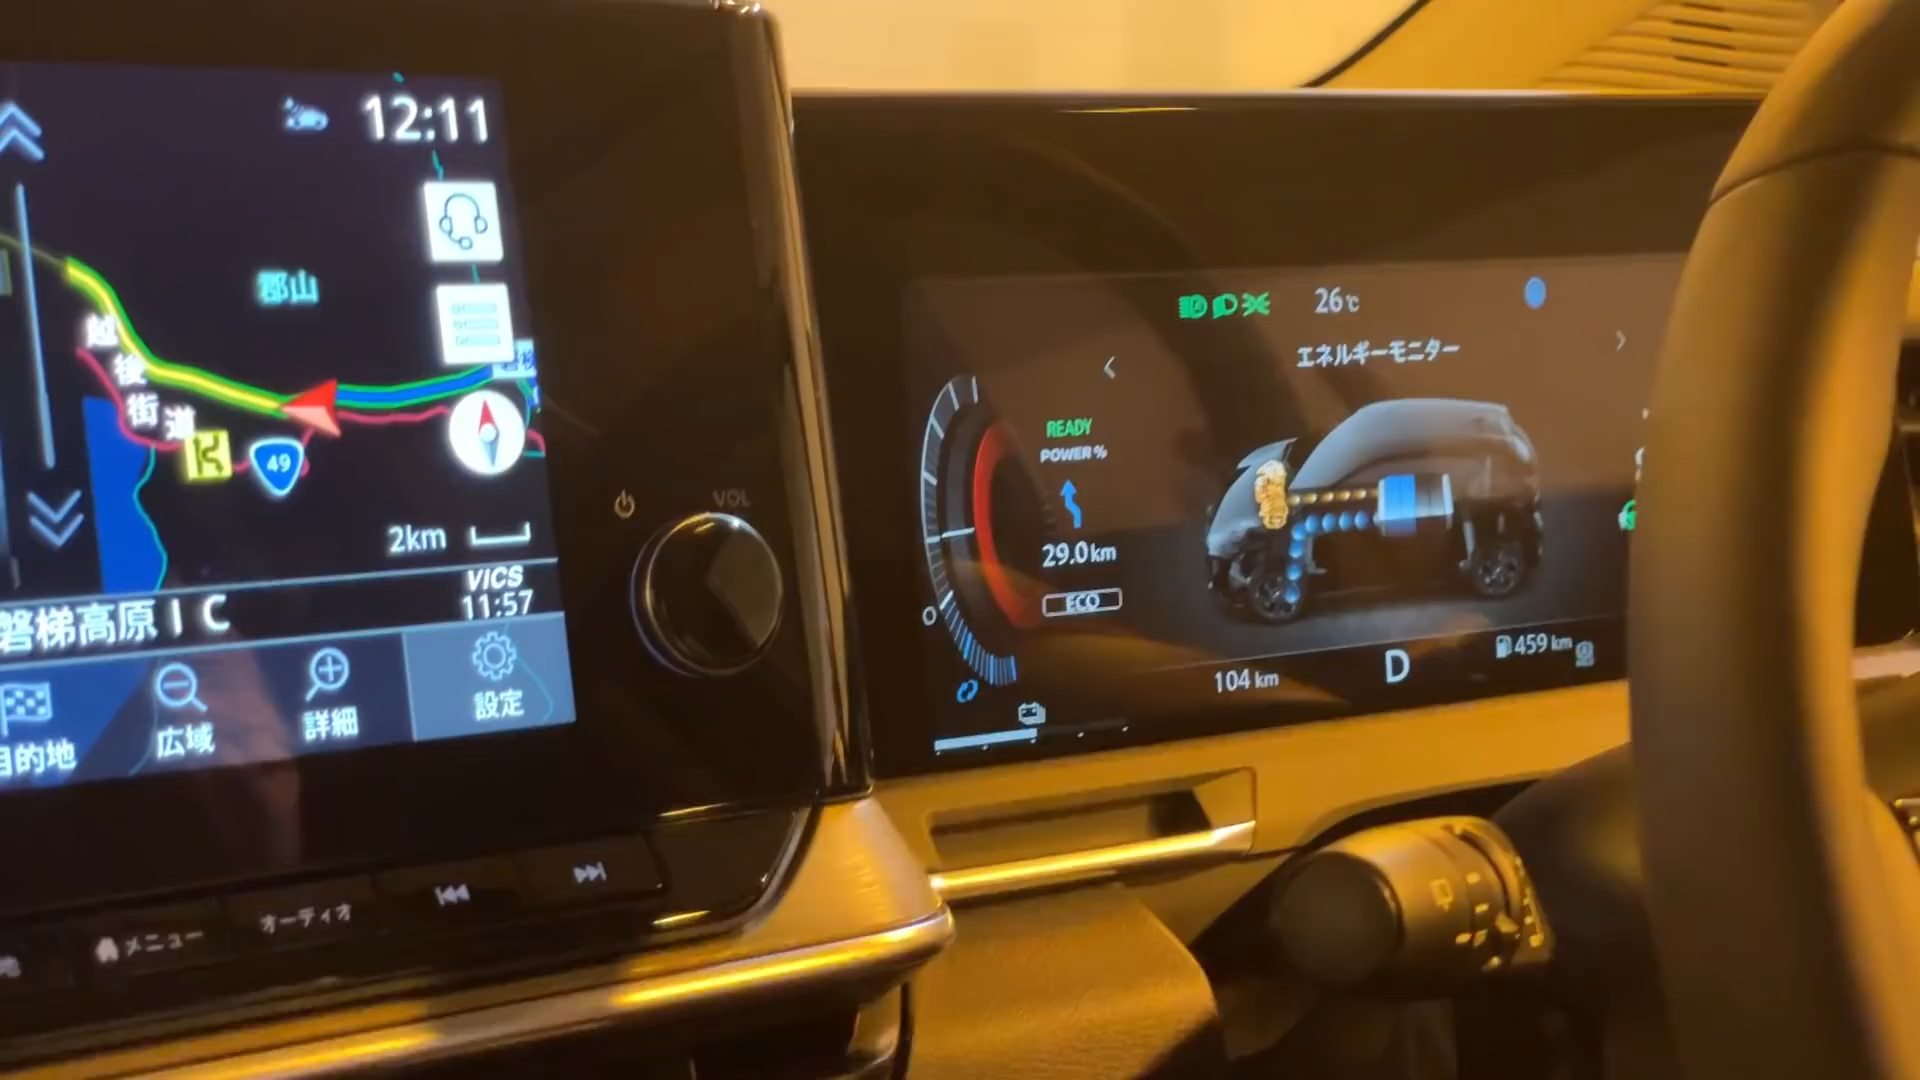 12:11
郡山
越後街道
49
2km
VICS
11:57
磐梯高原IC
目的地
広域
詳細
設定
VOL
メニュー
オーディオ
26℃
エネルギーモニター
READY
POWER %
29.0km
ECO
104 km
D
459 km